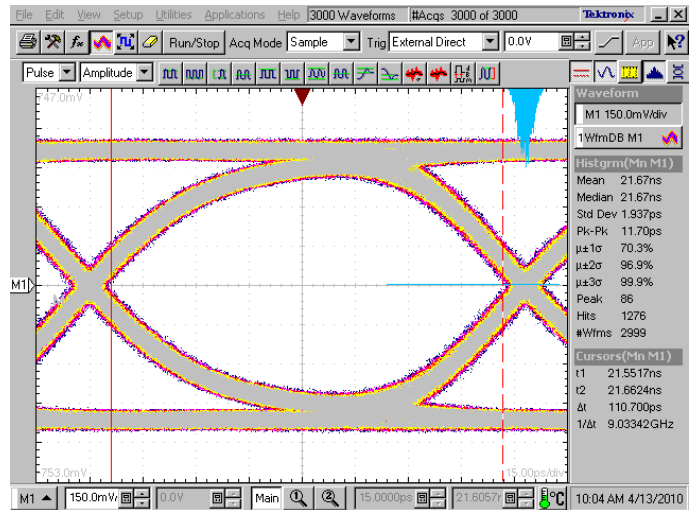 File Edit View Setup Utilities Applications Help 3000 Waveforms #Acqs 3000 of 3000 Tektronix
Run/Stop Acq Mode Sample Trig External Direct 0.0V App
Pulse Amplitude
747.0mV
Waveform
M1 150.0mV/div
1WfmDB M1
Histgrm(Mn M1)
Mean 21.67ns
Median 21.67ns
Std Dev 1.937ps
Pk-Pk 11.70ps
µ±1σ 70.3%
µ±2σ 96.9%
µ±3σ 99.9%
Peak 86
Hits 1276
#Wfms 2999
M1
Cursors(Mn M1)
t1 21.5517ns
t2 21.6624ns
Δt 110.700ps
1/Δt 9.03342GHz
-753.0mV
15.00ps/div
M1 150.0mV/ 0.0V Main 15.0000ps 21.6057r °C 10:04 AM 4/13/2010